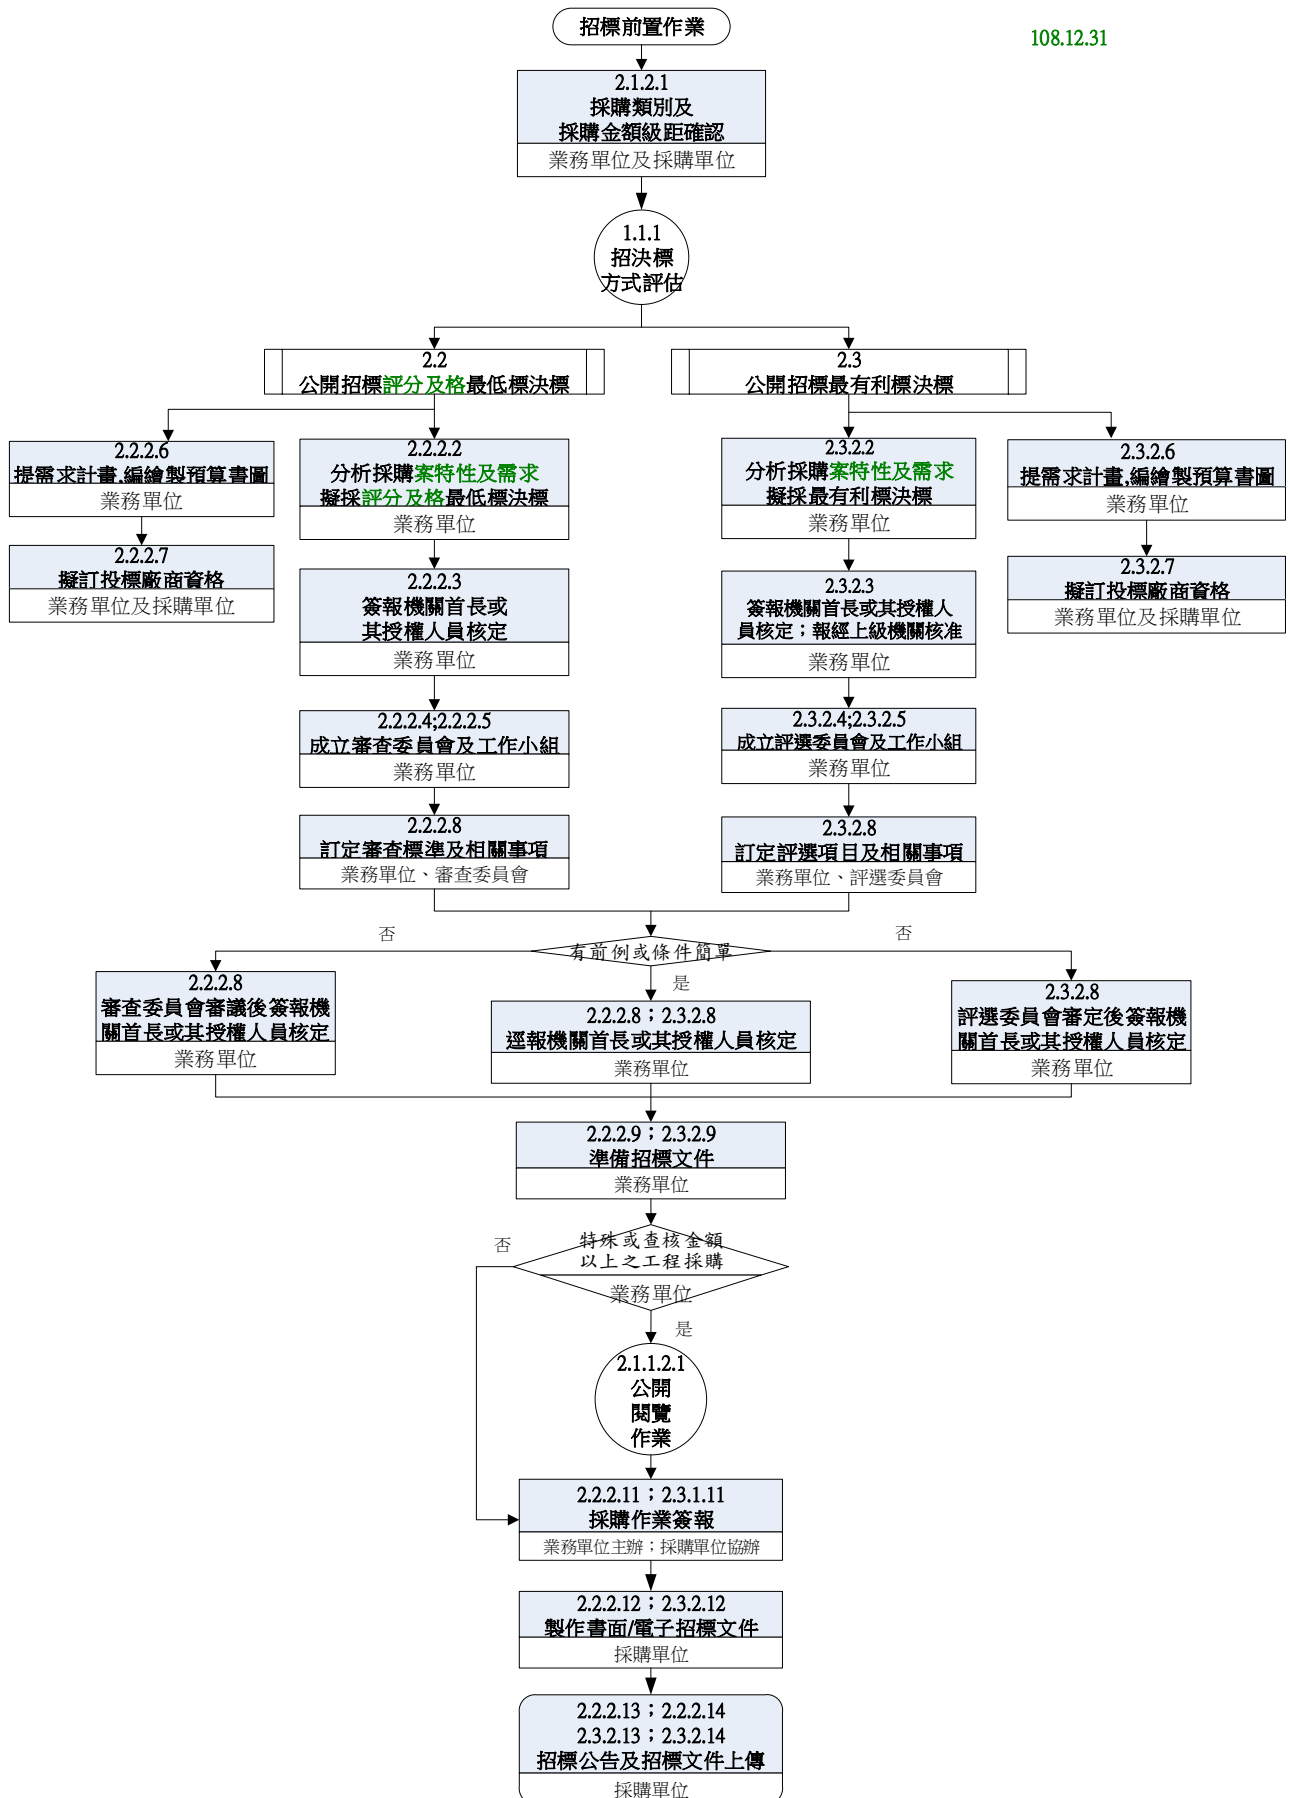 招標前置作業
108.12.31
2.1.2.1
採購類別及
採購金額級距確認
業務單位及採購單位
1.1.1
招決標
方式評估
2.2
公開招標評分及格最低標決標
2.3
公開招標最有利標決標
2.2.2.6
提需求計畫,編繪製預算書圖
業務單位
2.2.2.7
擬訂投標廠商資格
業務單位及採購單位
2.2.2.2
分析採購案特性及需求
擬採評分及格最低標決標
業務單位
2.2.2.3
簽報機關首長或
其授權人員核定
業務單位
2.2.2.4;2.2.2.5
成立審查委員會及工作小組
業務單位
2.2.2.8
訂定審查標準及相關事項
業務單位、審查委員會
2.3.2.2
分析採購案特性及需求
擬採最有利標決標
業務單位
2.3.2.3
簽報機關首長或其授權人
員核定；報經上級機關核准
業務單位
2.3.2.4;2.3.2.5
成立評選委員會及工作小組
業務單位
2.3.2.8
訂定評選項目及相關事項
業務單位、評選委員會
2.3.2.6
提需求計畫,編繪製預算書圖
業務單位
2.3.2.7
擬訂投標廠商資格
業務單位及採購單位
有前例或條件簡單
否
否
是
2.2.2.8
審查委員會審議後簽報機
關首長或其授權人員核定
業務單位
2.2.2.8；2.3.2.8
逕報機關首長或其授權人員核定
業務單位
2.3.2.8
評選委員會審定後簽報機
關首長或其授權人員核定
業務單位
2.2.2.9；2.3.2.9
準備招標文件
業務單位
特殊或查核金額
以上之工程採購
業務單位
否
是
2.1.1.2.1
公開
閱覽
作業
2.2.2.11；2.3.1.11
採購作業簽報
業務單位主辦；採購單位協辦
2.2.2.12；2.3.2.12
製作書面/電子招標文件
採購單位
2.2.2.13；2.2.2.14
2.3.2.13；2.3.2.14
招標公告及招標文件上傳
採購單位